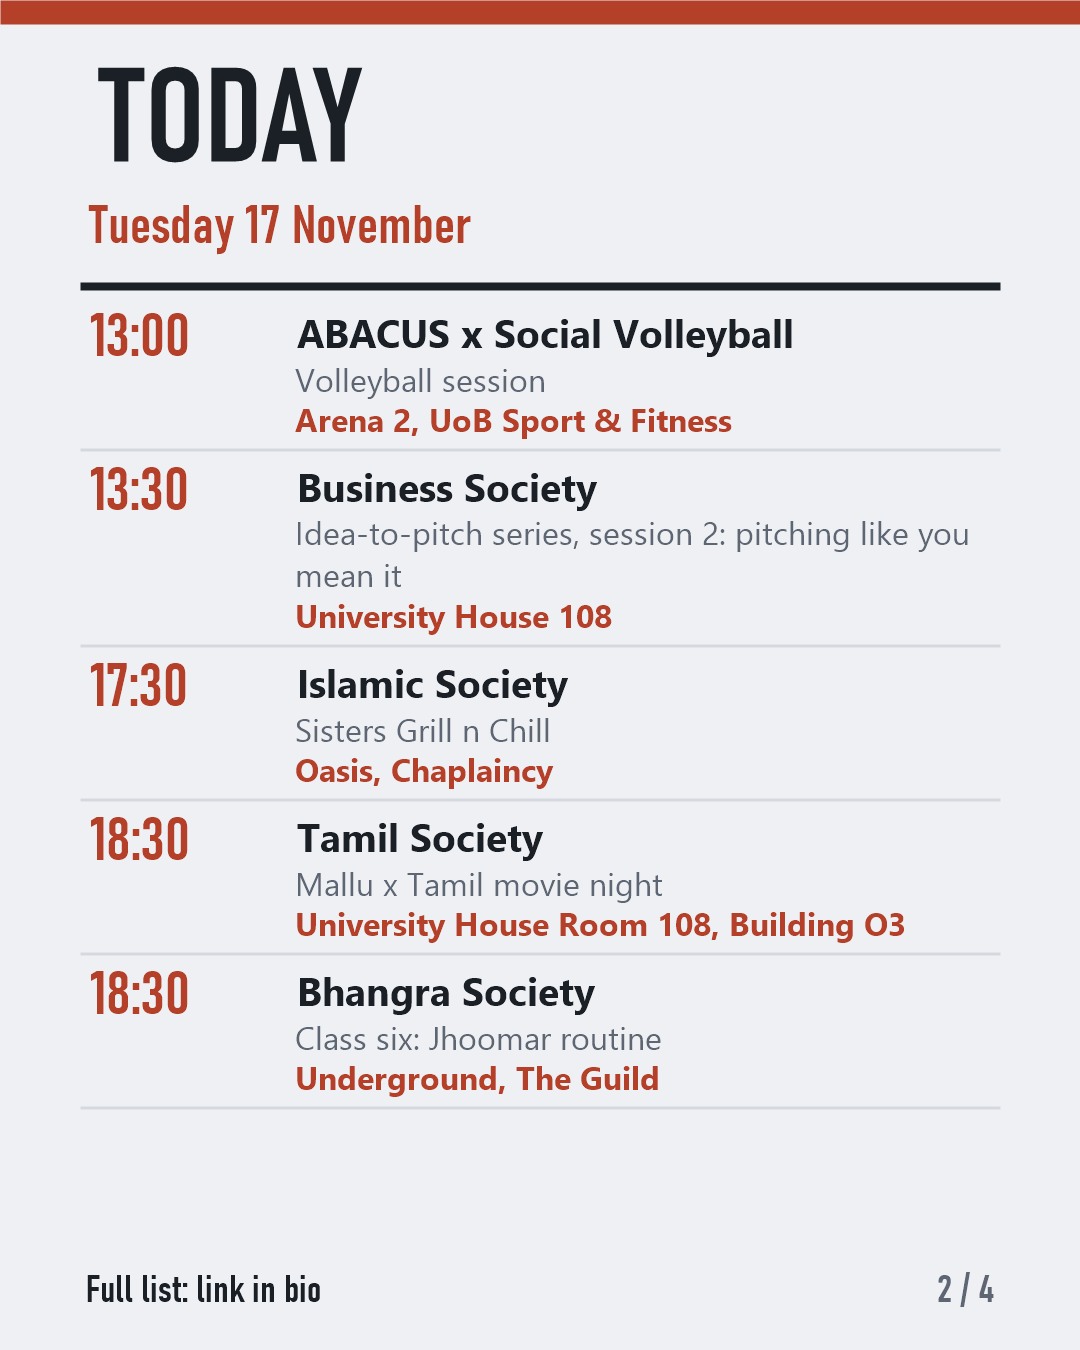 TODAY
Tuesday 17 November
13:00
ABACUS x Social Volleyball
Volleyball session
Arena 2, UoB Sport & Fitness
13:30
Business Society
Idea-to-pitch series, session 2: pitching like you
mean it
University House 108
17:30
Islamic Society
Sisters Grill n Chill
Oasis, Chaplaincy
18:30
Tamil Society
Mallu x Tamil movie night
University House Room 108, Building O3
18:30
Bhangra Society
Class six: Jhoomar routine
Underground, The Guild
Full list: link in bio
2 / 4